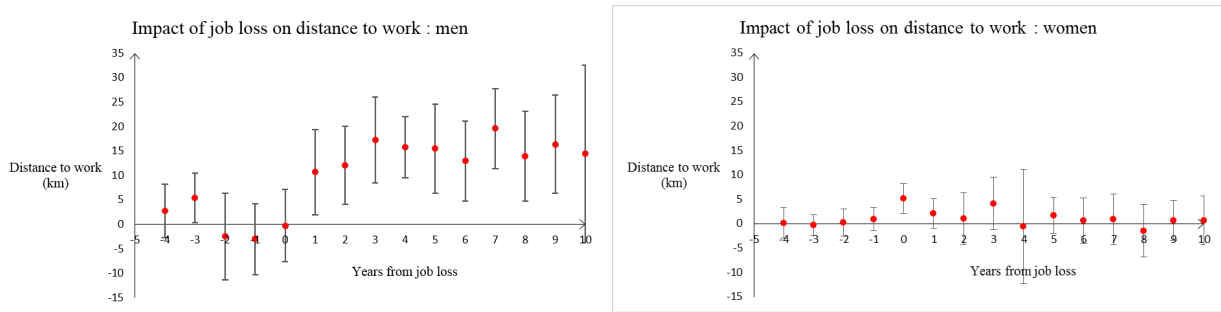 Impact of job loss on distance to work : men
35
30
25
20
15
10
5
0
-5
-10
-15
Distance to work
(km)
-5 -4 -3 -2 -1 0 1 2 3 4 5 6 7 8 9 10
Years from job loss
Impact of job loss on distance to work : women
35
30
25
20
15
10
5
0
-5
-10
-15
Distance to work
(km)
-5 -4 -3 -2 -1 0 1 2 3 4 5 6 7 8 9 10
Years from job loss